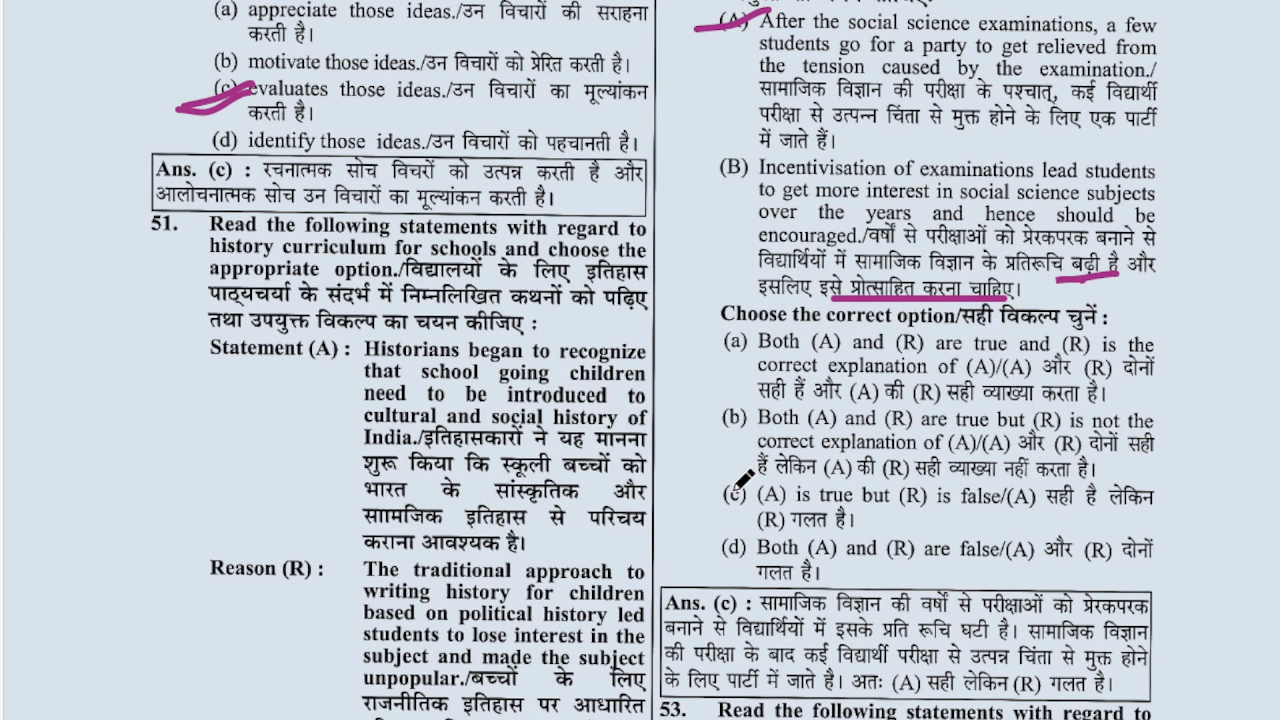 (a) appreciate those ideas./उन विचारों की सराहना
करती है।
(b) motivate those ideas./उन विचारों को प्रेरित करती है।
(c) evaluates those ideas./उन विचारों का मूल्यांकन
करती है।
(d) identify those ideas./उन विचारों को पहचानती है।
Ans. (c) : रचनात्मक सोच विचरों को उत्पन्न करती है और
आलोचनात्मक सोच उन विचारों का मूल्यांकन करती है।
51. Read the following statements with regard to
history curriculum for schools and choose the
appropriate option./विद्यालयों के लिए इतिहास
पाठ्यचर्या के संदर्भ में निम्नलिखित कथनों को पढ़िए
तथा उपयुक्त विकल्प का चयन कीजिए :
Statement (A) : Historians began to recognize
that school going children
need to be introduced to
cultural and social history of
India./इतिहासकारों ने यह मानना
शुरू किया कि स्कूली बच्चों को
भारत के सांस्कृतिक और
साामजिक इतिहास से परिचय
कराना आवश्यक है।
Reason (R) : The traditional approach to
writing history for children
based on political history led
students to lose interest in the
subject and made the subject
unpopular./बच्चों के लिए
राजनीतिक इतिहास पर आधारित
(A) After the social science examinations, a few
students go for a party to get relieved from
the tension caused by the examination./
सामाजिक विज्ञान की परीक्षा के पश्चात्, कई विद्यार्थी
परीक्षा से उत्पन्न चिंता से मुक्त होने के लिए एक पार्टी
में जाते हैं।
(B) Incentivisation of examinations lead students
to get more interest in social science subjects
over the years and hence should be
encouraged./वर्षों से परीक्षाओं को प्रेरकपरक बनाने से
विद्यार्थियों में सामाजिक विज्ञान के प्रतिरूचि बढ़ी है और
इसलिए इसे प्रोत्साहित करना चाहिए।
Choose the correct option/सही विकल्प चुनें :
(a) Both (A) and (R) are true and (R) is the
correct explanation of (A)/(A) और (R) दोनों
सही हैं और (A) की (R) सही व्याख्या करता है।
(b) Both (A) and (R) are true but (R) is not the
correct explanation of (A)/(A) और (R) दोनों सही
हैं लेकिन (A) की (R) सही व्याख्या नहीं करता है।
(c) (A) is true but (R) is false/(A) सही है लेकिन
(R) गलत है।
(d) Both (A) and (R) are false/(A) और (R) दोनों
गलत है।
Ans. (c) : सामाजिक विज्ञान की वर्षों से परीक्षाओं को प्रेरकपरक
बनाने से विद्यार्थियों में इसके प्रति रूचि घटी है। सामाजिक विज्ञान
की परीक्षा के बाद कई विद्यार्थी परीक्षा से उत्पन्न चिंता से मुक्त होने
के लिए पार्टी में जाते है। अतः (A) सही लेकिन (R) गलत है।
53. Read the following statements with regard to